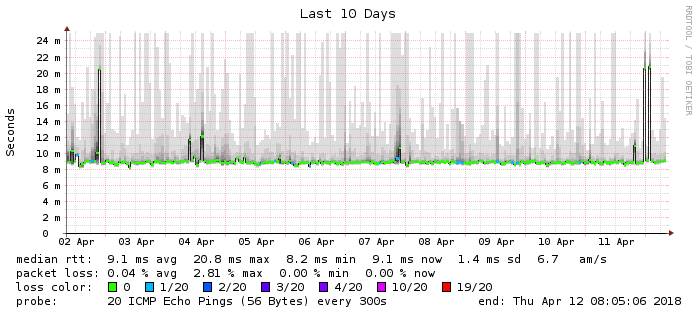 Last 10 Days
RRDTOOL / TOBI OETIKER
Seconds
24 m
22 m
20 m
18 m
16 m
14 m
12 m
10 m
8 m
6 m
4 m
2 m
0
02 Apr 03 Apr 04 Apr 05 Apr 06 Apr 07 Apr 08 Apr 09 Apr 10 Apr 11 Apr
median rtt: 9.1 ms avg 20.8 ms max 8.2 ms min 9.1 ms now 1.4 ms sd 6.7 am/s
packet loss: 0.04 % avg 2.81 % max 0.00 % min 0.00 % now
loss color: 0 1/20 2/20 3/20 4/20 10/20 19/20
probe: 20 ICMP Echo Pings (56 Bytes) every 300s end: Thu Apr 12 08:05:06 2018